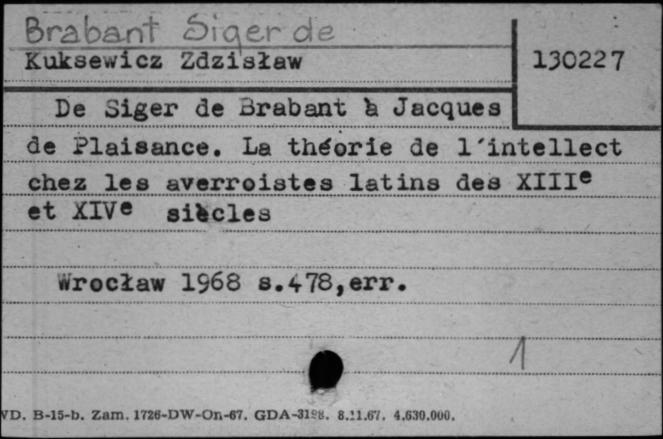 Brabant Siger de
Kuksewicz Zdzisław
130227
De Siger de Brabant à Jacques
de Plaisance. La théorie de l'intellect
chez les averroistes latins des XIIIe
et XIVe siècles
Wrocław 1968 s.478,err.
1
WD. B-15-b. Zam. 1726-DW-On-67. GDA-3198. 8.11.67. 4.630.000.